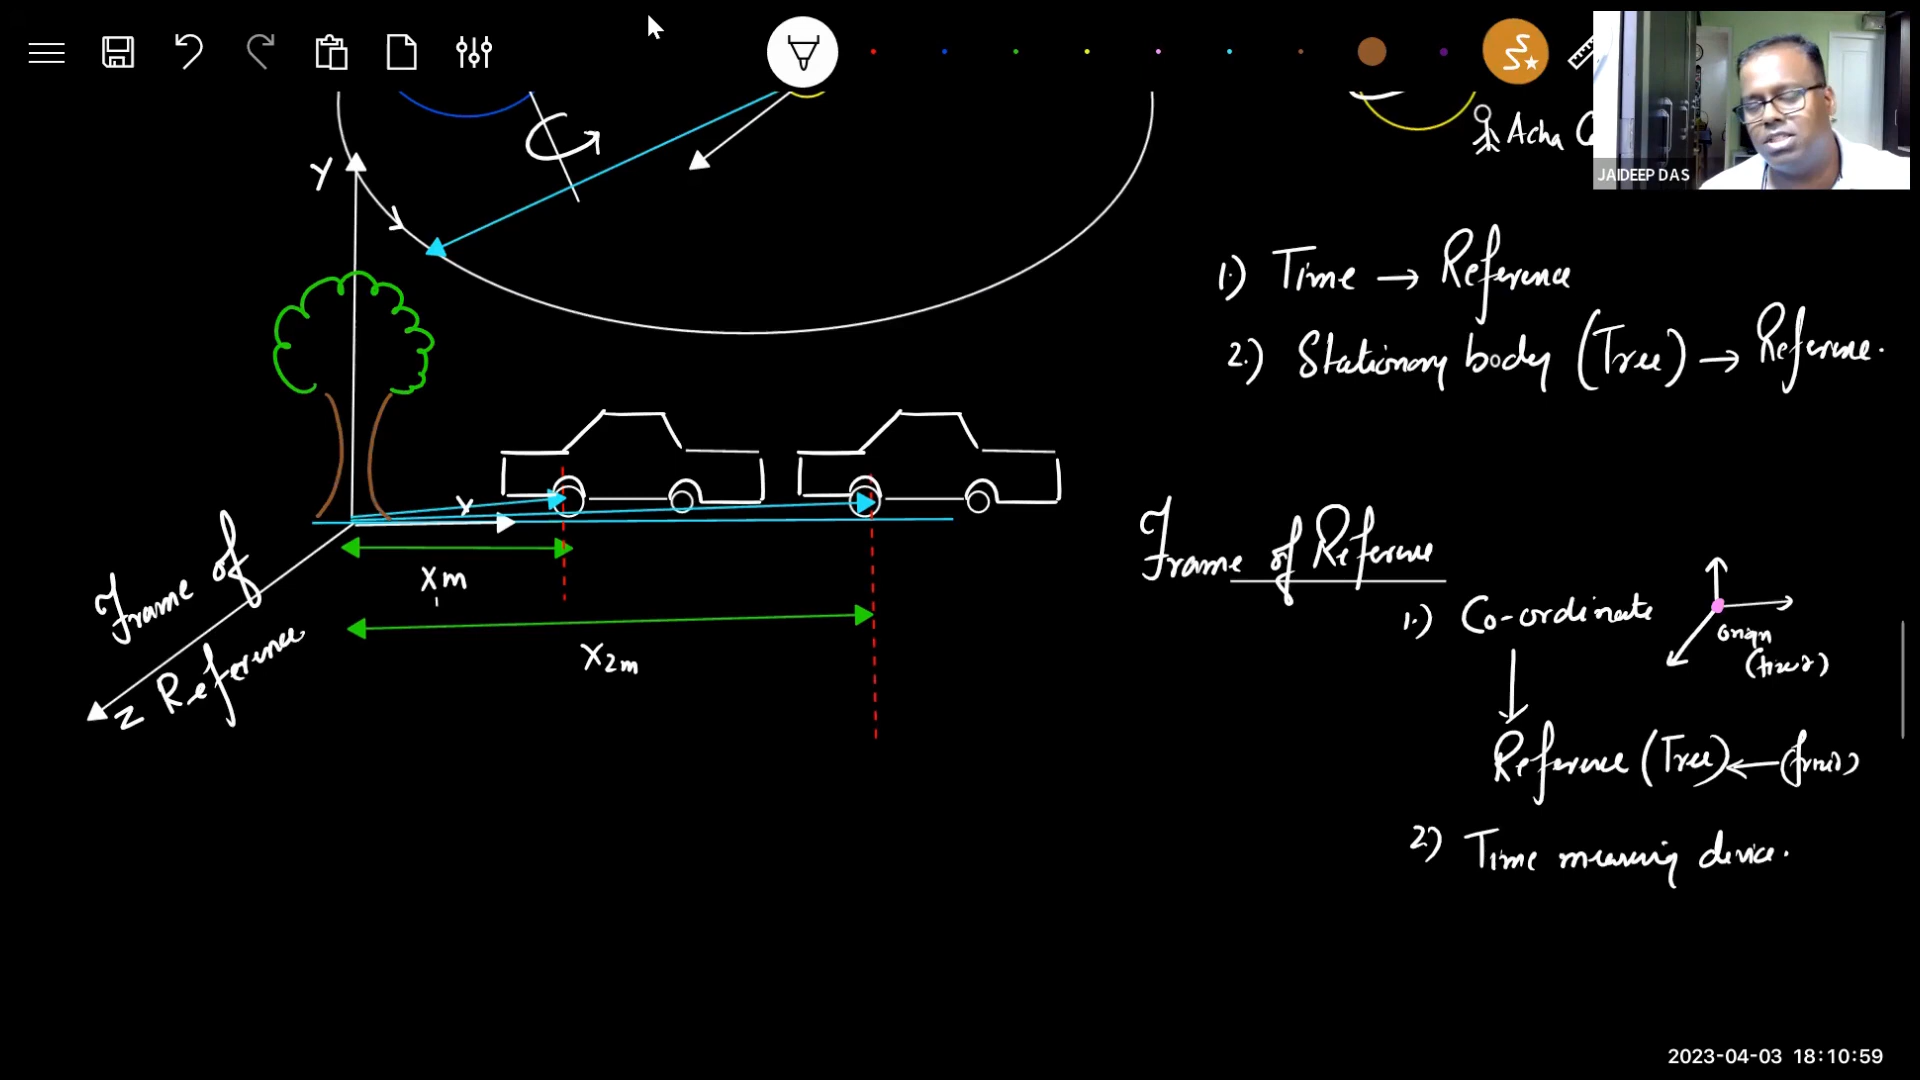 Acha
JAIDEEP DAS
Y
1.) Time → Reference
2.) Stationary body (Tree) → Reference.
X
Frame of Reference
X m
1
X2m
Z
Frame of Reference
1.) Co-ordinate
Origin
Reference (Tree) ←
2) Time measuring device.
2023-04-03 18:10:59